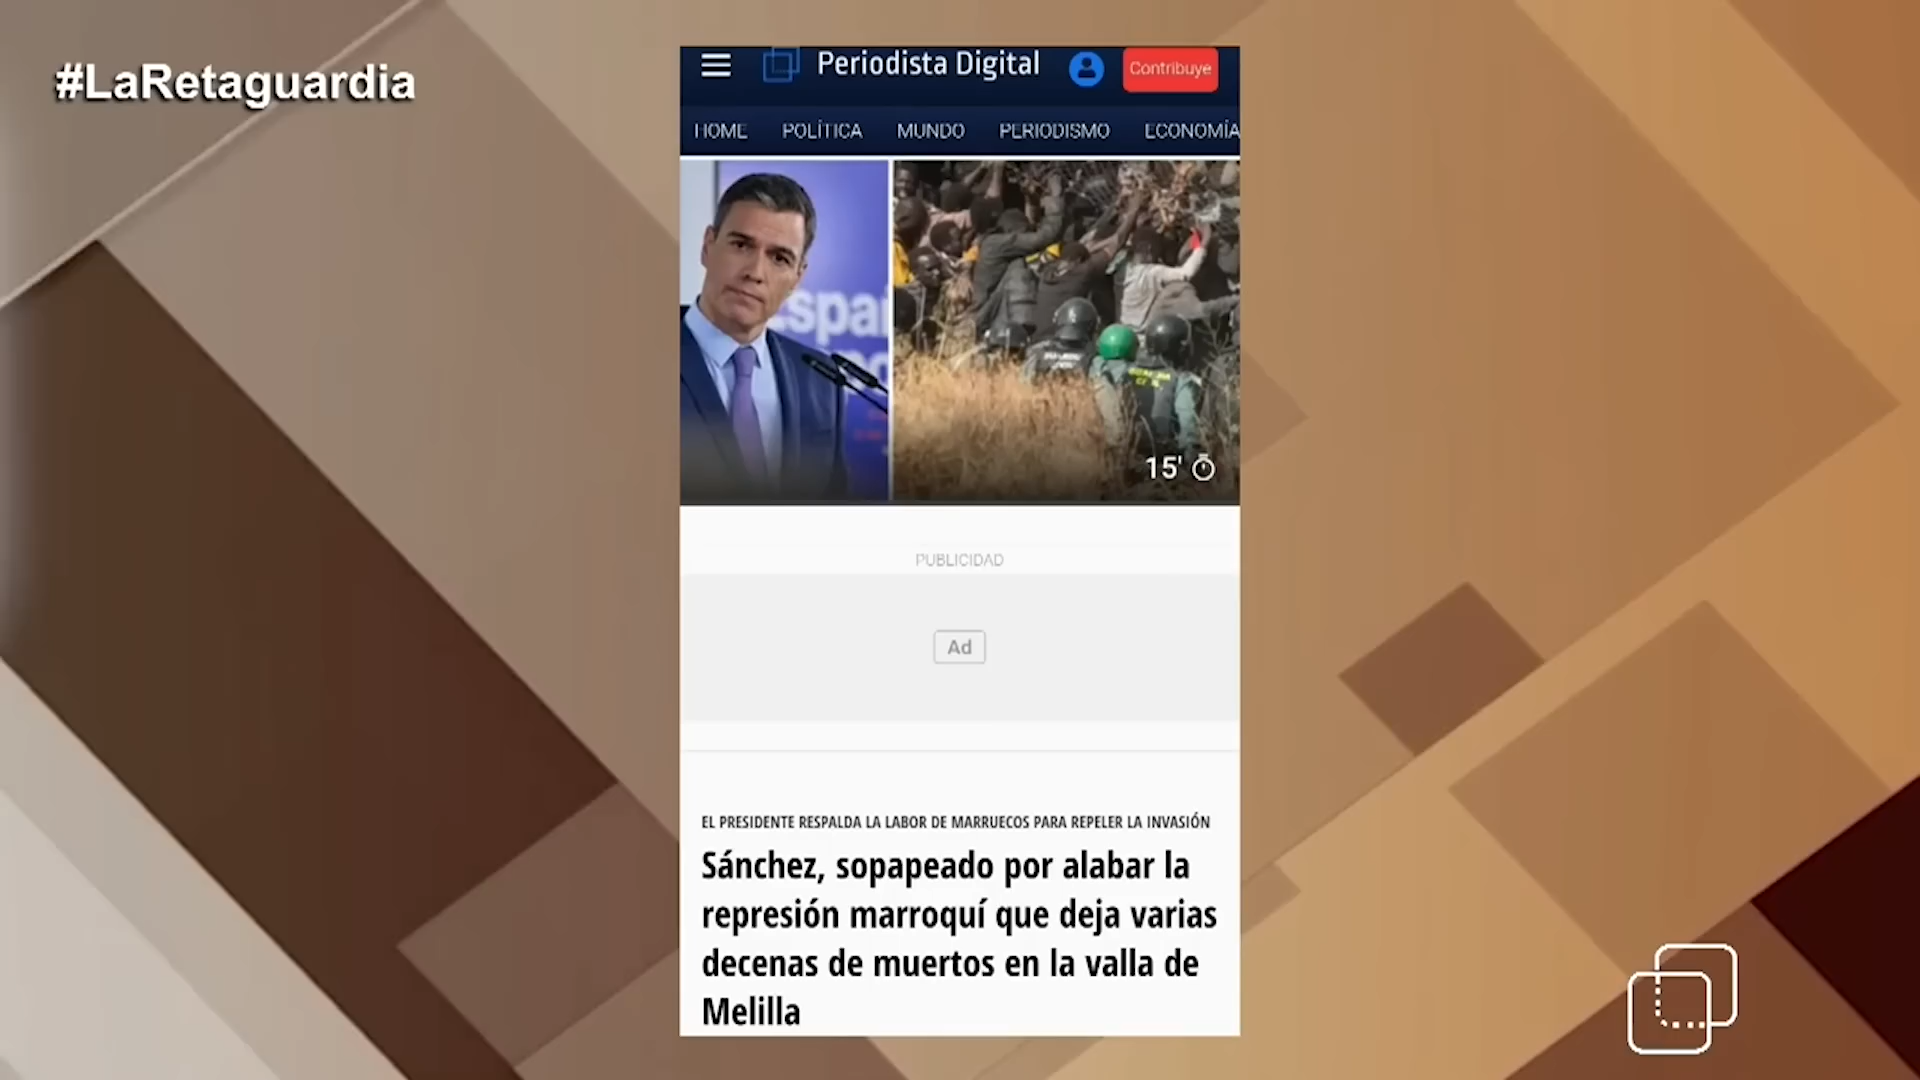 #LaRetaguardia
Periodista Digital
Contribuye
HOME POLÍTICA MUNDO PERIODISMO ECONOMÍA
15'
PUBLICIDAD
Ad
EL PRESIDENTE RESPALDA LA LABOR DE MARRUECOS PARA REPELER LA INVASIÓN
Sánchez, sopapeado por alabar la
represión marroquí que deja varias
decenas de muertos en la valla de
Melilla